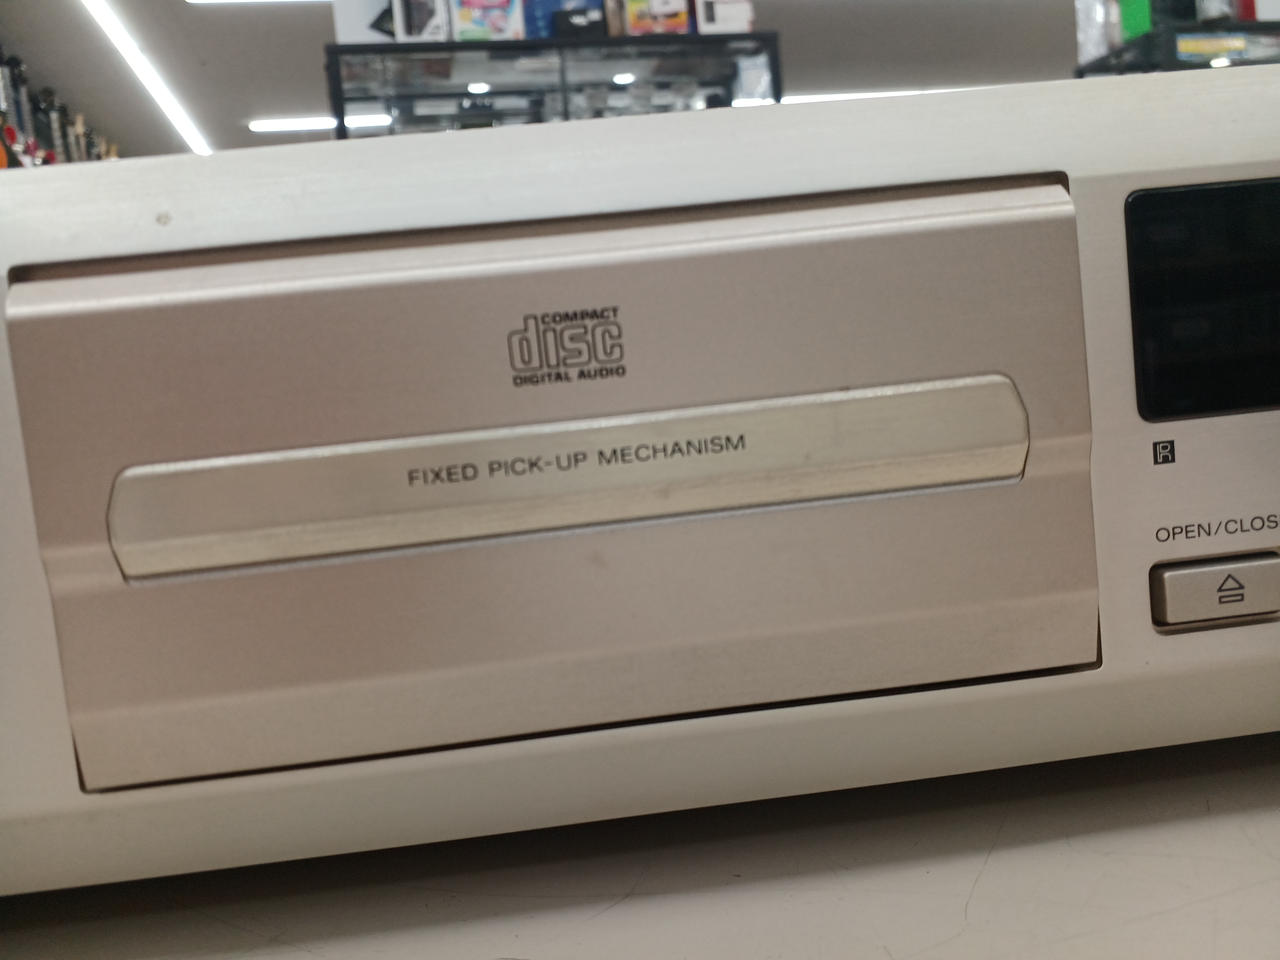 COMPACT
disc
DIGITAL AUDIO
FIXED PICK-UP MECHANISM
R
OPEN/CLOS